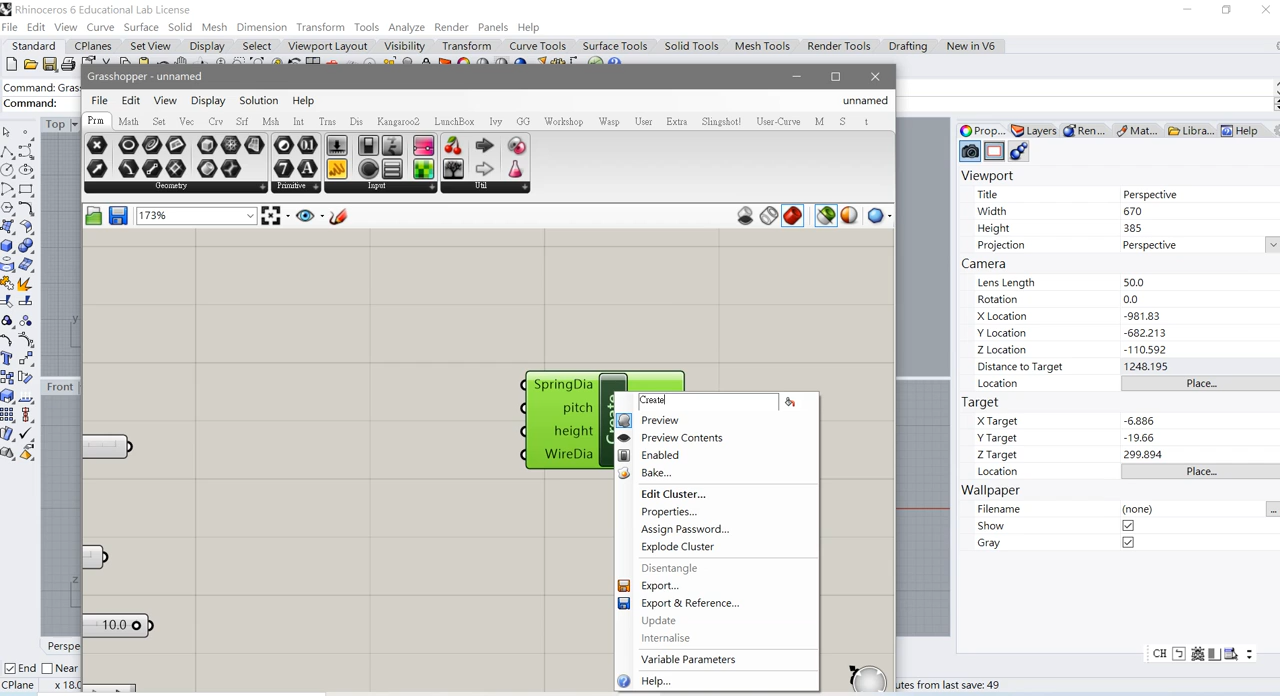 Rhinoceros 6 Educational Lab License
File Edit View Curve Surface Solid Mesh Dimension Transform Tools Analyze Render Panels Help
Standard CPlanes Set View Display Select Viewport Layout Visibility Transform Curve Tools Surface Tools Solid Tools Mesh Tools Render Tools Drafting New in V6
Command: Gras
Command:
Grasshopper - unnamed
File Edit View Display Solution Help
unnamed
Prm Math Set Vec Crv Srf Msh Int Trns Dis Kangaroo2 LunchBox Ivy GG Workshop Wasp User Extra Slingshot! User-Curve M S t
Geometry
Primitive
Input
Util
173%
Top
Front
Perspe
SpringDia
pitch
height
WireDia
Create
10.0
Create
Preview
Preview Contents
Enabled
Bake...
Edit Cluster...
Properties...
Assign Password...
Explode Cluster
Disentangle
Export...
Export & Reference...
Update
Internalise
Variable Parameters
Help...
Prop... Layers Ren... Mat... Libra... Help
Viewport
Title Perspective
Width 670
Height 385
Projection Perspective
Camera
Lens Length 50.0
Rotation 0.0
X Location -981.83
Y Location -682.213
Z Location -110.592
Distance to Target 1248.195
Location Place...
Target
X Target -6.886
Y Target -19.66
Z Target 299.894
Location Place...
Wallpaper
Filename (none) ...
Show
Gray
CH
End Near
CPlane x 18.0
utes from last save: 49